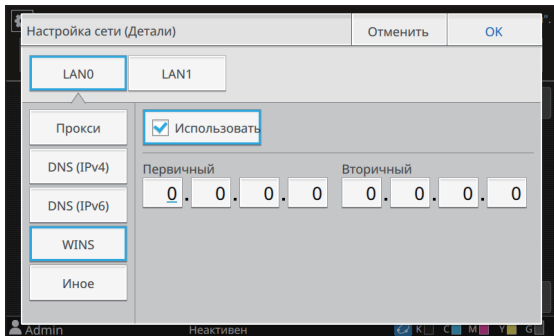 Настройка сети (Детали) Отменить OK
LAN0 LAN1
Прокси
DNS (IPv4)
DNS (IPv6)
WINS
Иное
Использовать
Первичный Вторичный
0. 0. 0. 0 0. 0. 0. 0
Admin Неактивен K C M Y G